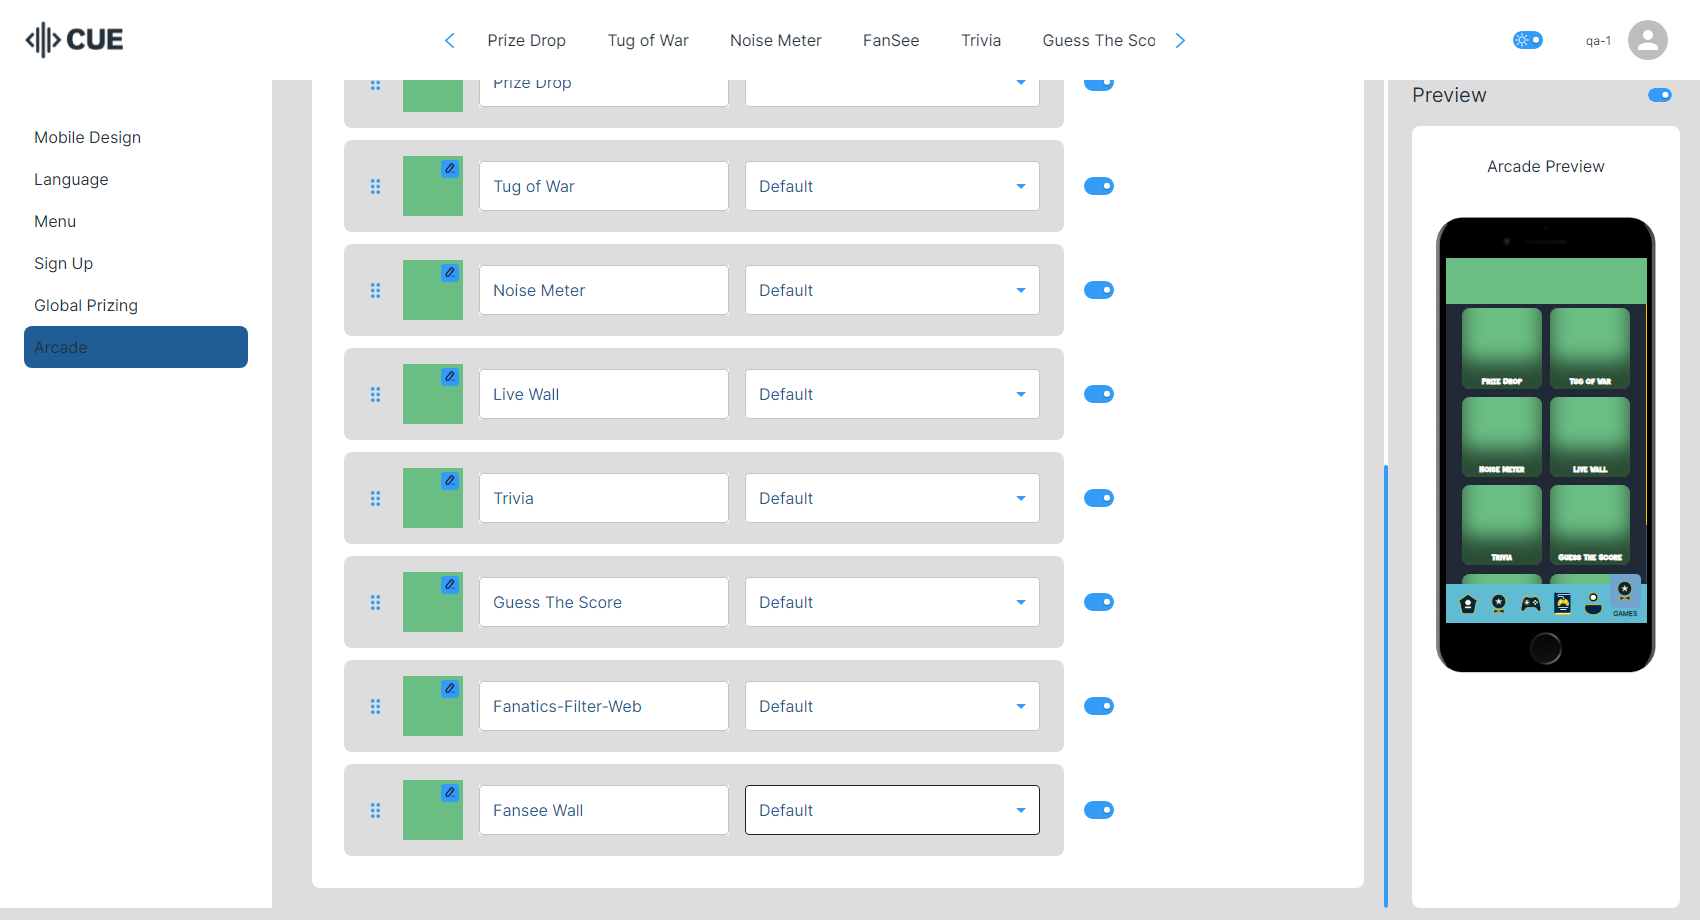 CUE
Prize Drop
Tug of War
Noise Meter
FanSee
Trivia
Guess The Sco
qa-1
Mobile Design
Language
Menu
Sign Up
Global Prizing
Arcade
Prize Drop
Tug of War
Default
Noise Meter
Default
Live Wall
Default
Trivia
Default
Guess The Score
Default
Fanatics-Filter-Web
Default
Fansee Wall
Default
Preview
Arcade Preview
Prize Drop
Tug of War
Noise Meter
Live Wall
Trivia
Guess The Score
GAMES